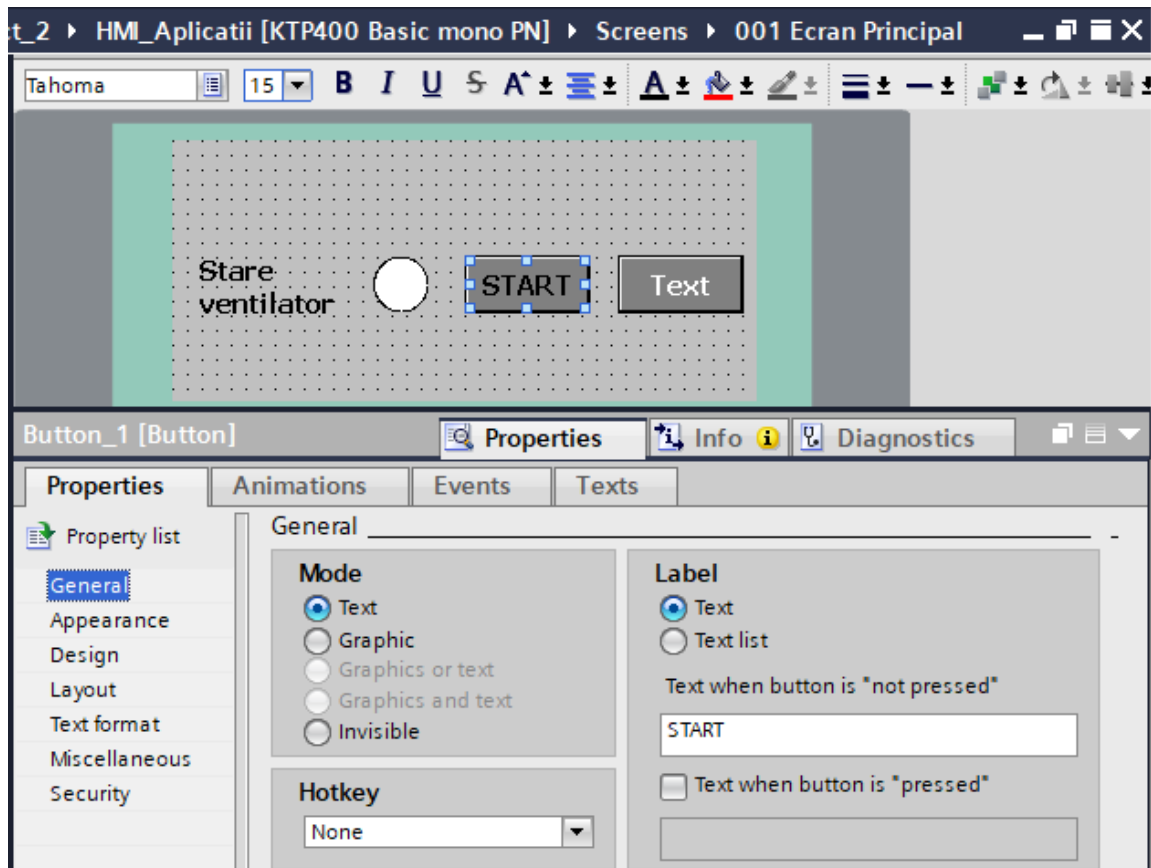 t_2 ▸ HMI_Aplicatii [KTP400 Basic mono PN] ▸ Screens ▸ 001 Ecran Principal
Tahoma 15 B I U S A A
Stare
ventilator
START Text
Button_1 [Button] Properties Info Diagnostics
Properties Animations Events Texts
Property list
General
Appearance
Design
Layout
Text format
Miscellaneous
Security
General
Mode
Text
Graphic
Graphics or text
Graphics and text
Invisible
Hotkey
None
Label
Text
Text list
Text when button is "not pressed"
START
Text when button is "pressed"